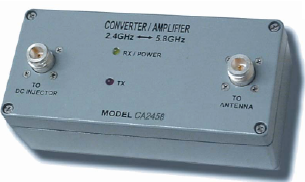 CONVERTER / AMPLIFIER
2.4GHz ⟷ 5.8GHz
RX / POWER
TX
TO
DC INJECTOR
TO
ANTENNA
MODEL CA2458